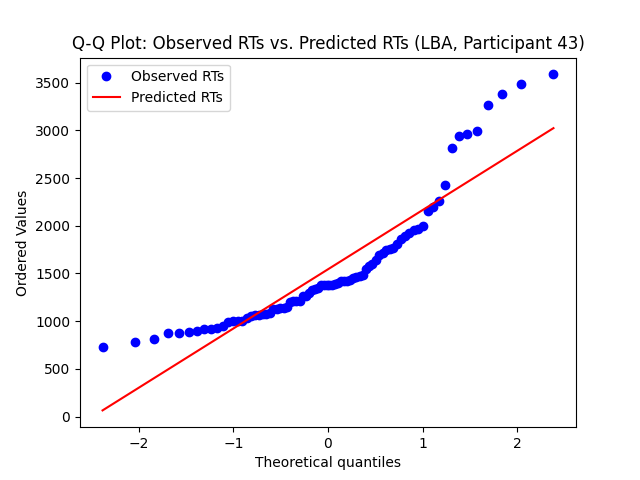 Q-Q Plot: Observed RTs vs. Predicted RTs (LBA, Participant 43)
Observed RTs
Predicted RTs
Ordered Values
3500
3000
2500
2000
1500
1000
500
0
−2
−1
0
1
2
Theoretical quantiles